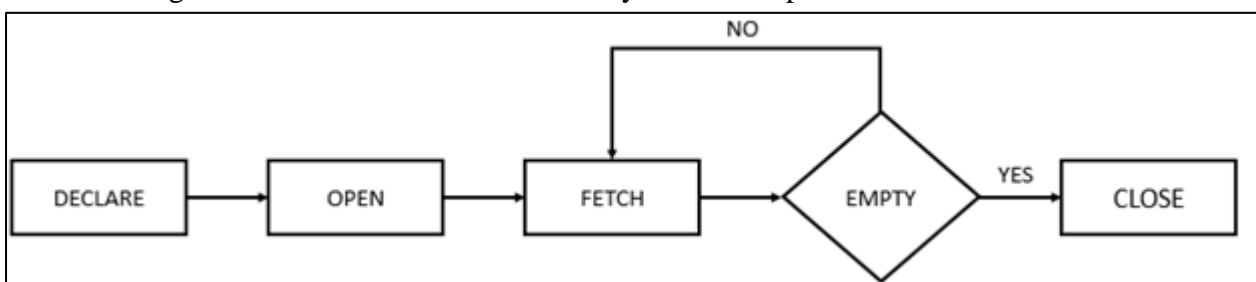 NO
DECLARE
OPEN
FETCH
EMPTY
YES
CLOSE